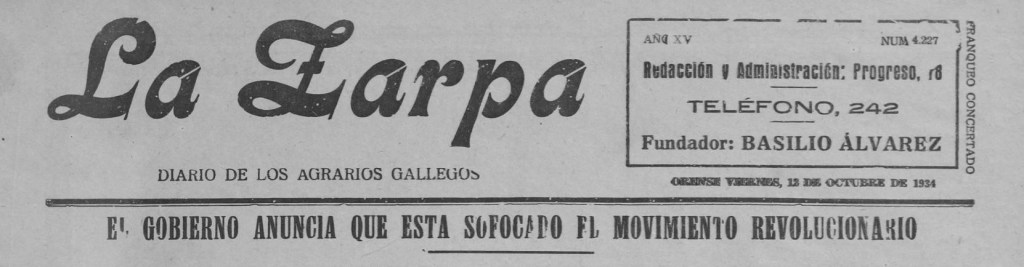 La Zarpa
DIARIO DE LOS AGRARIOS GALLEGOS
AÑO XV NUM 4.227
Redacción y Administración: Progreso, 18
TELÉFONO, 242
Fundador: BASILIO ÁLVAREZ
FRANQUEO CONCERTADO
ORENSE VIERNES, 12 DE OCTUBRE DE 1934
EL GOBIERNO ANUNCIA QUE ESTA SOFOCADO EL MOVIMIENTO REVOLUCIONARIO